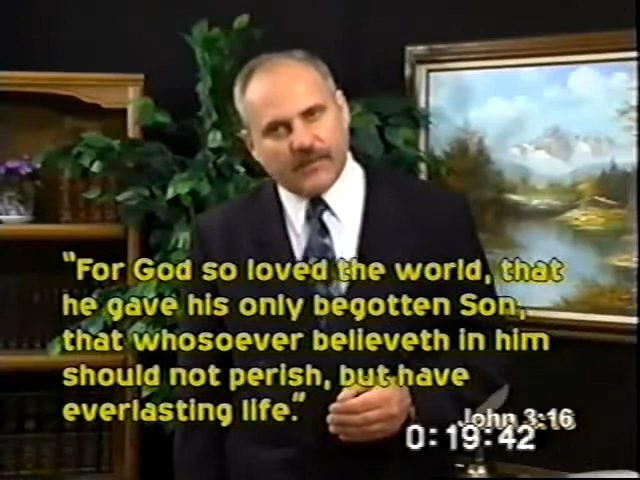 "For God so loved the world, that
he gave his only begotten Son,
that whosoever believeth in him
should not perish, but have
everlasting life."
John 3:16
0:19:42